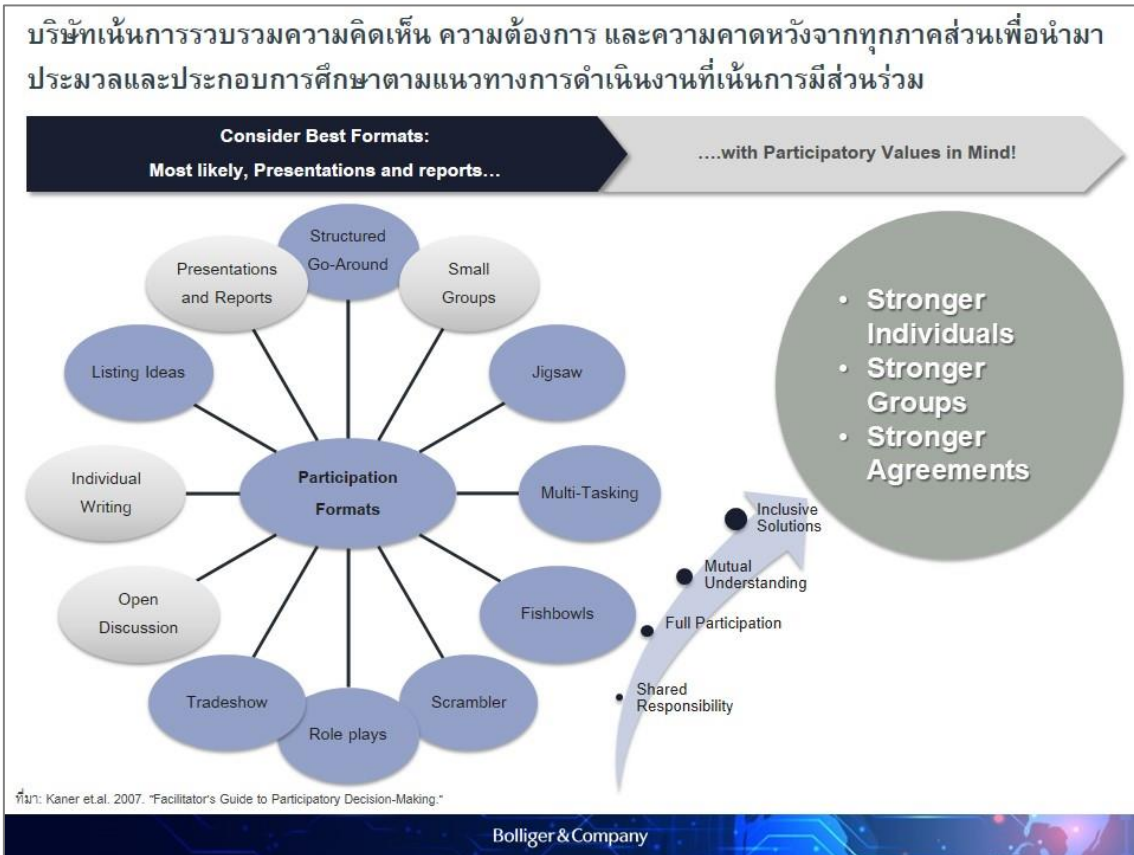 บริษัทเน้นการรวบรวมความคิดเห็น ความต้องการ และความคาดหวังจากทุกภาคส่วนเพื่อนำมา
ประมวลและประกอบการศึกษาตามแนวทางการดำเนินงานที่เน้นการมีส่วนร่วม
Consider Best Formats:
Most likely, Presentations and reports…
….with Participatory Values in Mind!
Structured
Go-Around
Presentations
and Reports
Small
Groups
Listing Ideas
Jigsaw
Individual
Writing
Participation
Formats
Multi-Tasking
Open
Discussion
Fishbowls
Tradeshow
Role plays
Scrambler
• Stronger
Individuals
• Stronger
Groups
• Stronger
Agreements
Inclusive
Solutions
Mutual
Understanding
Full Participation
Shared
Responsibility
ที่มา: Kaner et.al. 2007. "Facilitator's Guide to Participatory Decision-Making."
Bolliger & Company